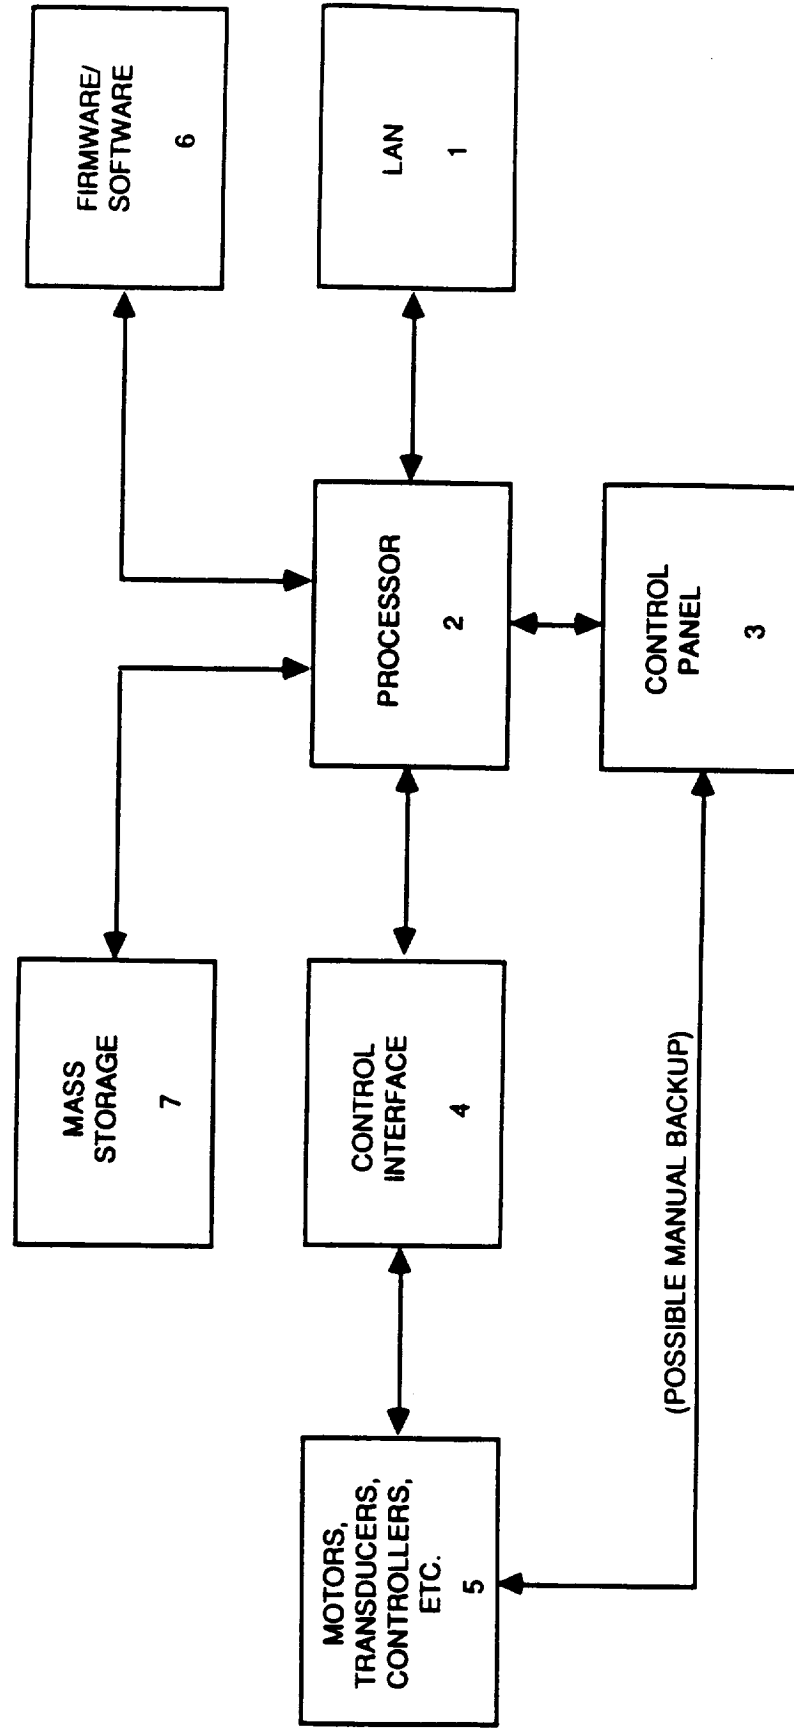 MASS
STORAGE
7
FIRMWARE/
SOFTWARE
6
MOTORS,
TRANSDUCERS,
CONTROLLERS,
ETC.
5
CONTROL
INTERFACE
4
PROCESSOR
2
LAN
1
(POSSIBLE MANUAL BACKUP)
CONTROL
PANEL
3